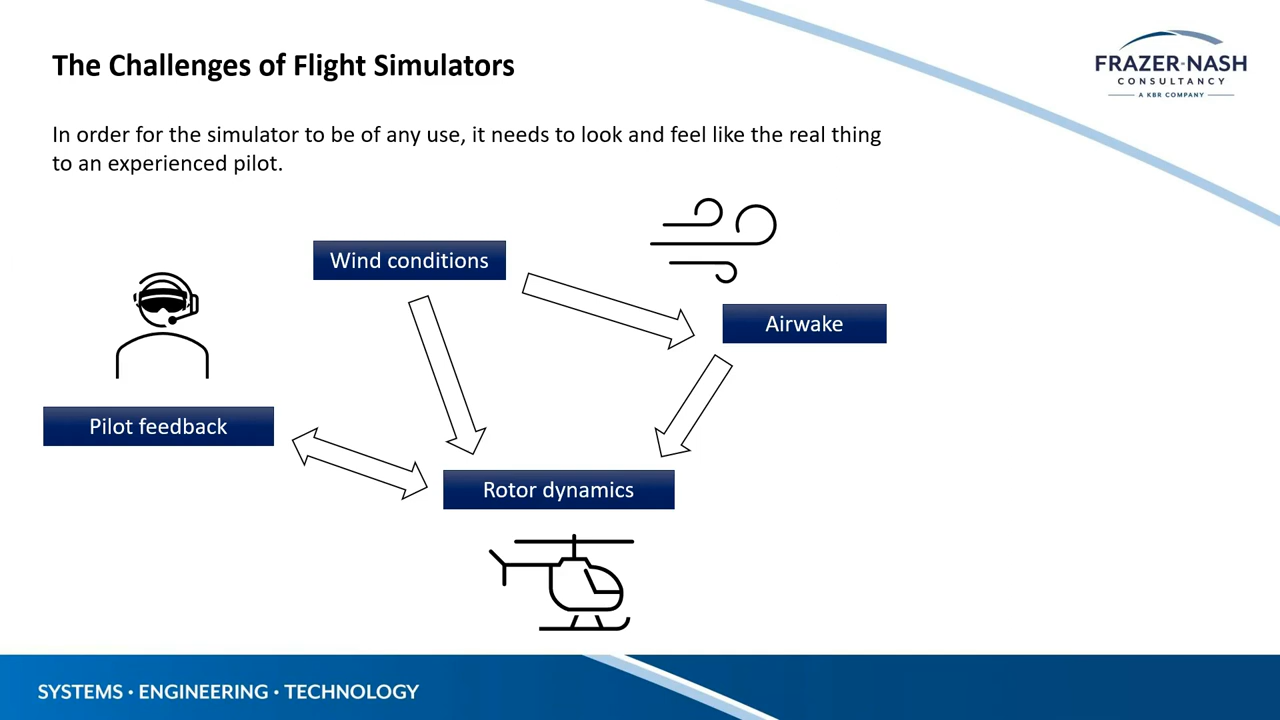 The Challenges of Flight Simulators
FRAZER-NASH
CONSULTANCY
A KBR COMPANY
In order for the simulator to be of any use, it needs to look and feel like the real thing
to an experienced pilot.
Wind conditions
Airwake
Pilot feedback
Rotor dynamics
SYSTEMS • ENGINEERING • TECHNOLOGY